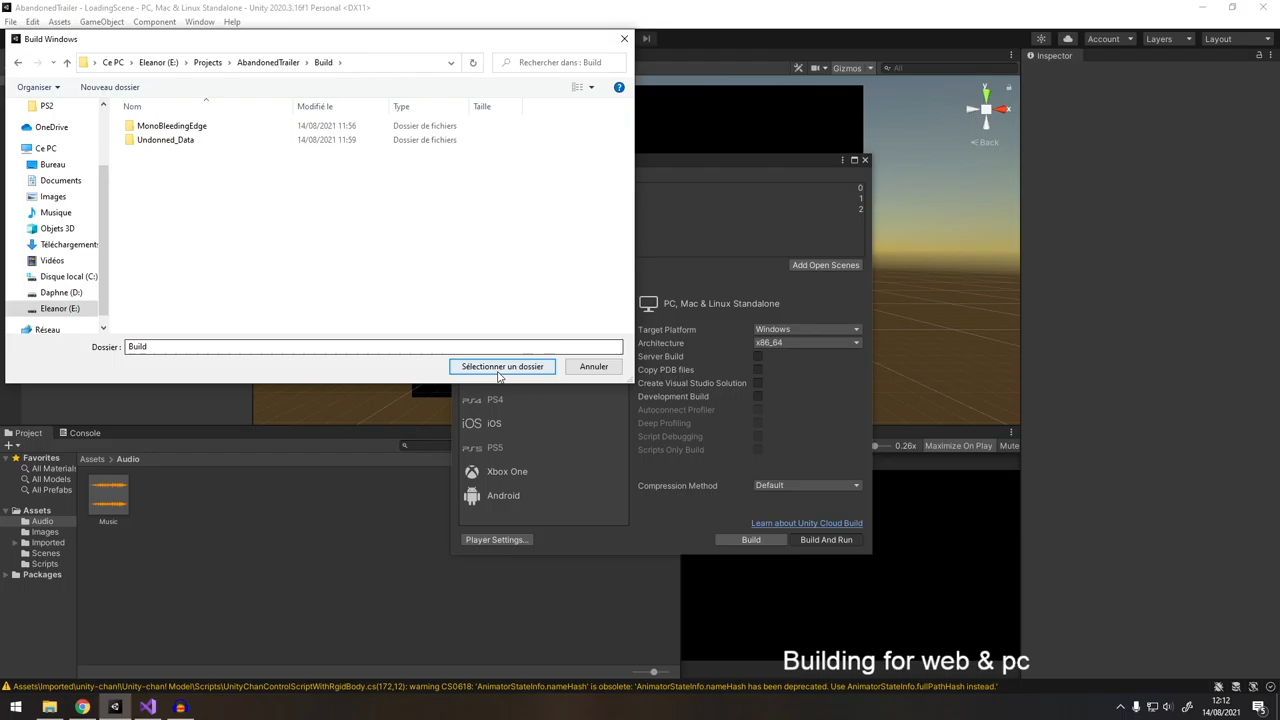 AbandonedTrailer - LoadingScene - PC, Mac & Linux Standalone - Unity 2020.3.16f1 Personal <DX11>
File Edit Assets GameObject Component Window Help
Build Windows
Account Layers Layout
Ce PC > Eleanor (E:) > Projects > AbandonedTrailer > Build >
Rechercher dans : Build
Gizmos All
Inspector
Organiser Nouveau dossier
Nom Modifié le Type Taille
PS2
OneDrive
Ce PC
Bureau
Documents
Images
Musique
Objets 3D
Téléchargements
Vidéos
Disque local (C:)
Daphne (D:)
Eleanor (E:)
Réseau
MonoBleedingEdge 14/08/2021 11:56 Dossier de fichiers
Undonned_Data 14/08/2021 11:59 Dossier de fichiers
Dossier : Build
Sélectionner un dossier Annuler
y
x
Back
0
1
2
Add Open Scenes
PC, Mac & Linux Standalone
Target Platform Windows
Architecture x86_64
Server Build
Copy PDB files
Create Visual Studio Solution
Development Build
Autoconnect Profiler
Deep Profiling
Script Debugging
Scripts Only Build
Compression Method Default
Learn about Unity Cloud Build
PS4
iOS iOS
PS5
Xbox One
Android
Player Settings... Build Build And Run
0.26x Maximize On Play Mute
Project Console
Favorites
All Materials
All Models
All Prefabs
Assets
Audio
Images
Imported
Scenes
Scripts
Packages
Assets > Audio
Music
Building for web & pc
Assets\Imported\unity-chan!\Unity-chan! Model\Scripts\UnityChanControlScriptWithRgidBody.cs(172,12): warning CS0618: 'AnimatorStateInfo.nameHash' is obsolete: 'AnimatorStateInfo.nameHash has been deprecated. Use AnimatorStateInfo.fullPathHash instead.'
12:12
14/08/2021